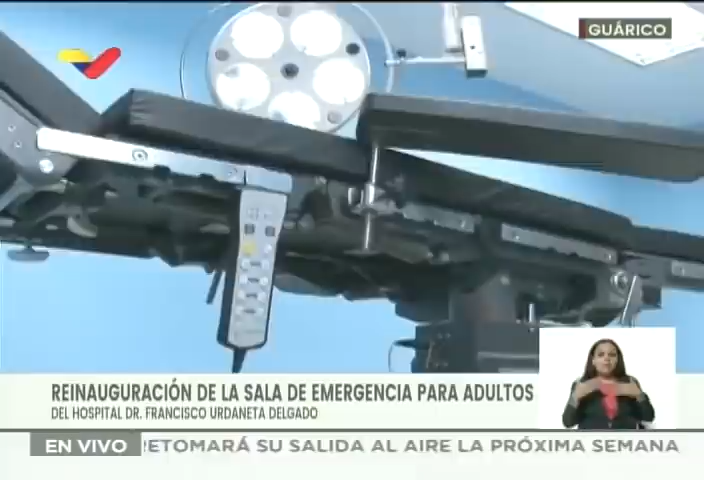 GUÁRICO
REINAUGURACIÓN DE LA SALA DE EMERGENCIA PARA ADULTOS
DEL HOSPITAL DR. FRANCISCO URDANETA DELGADO
EN VIVO
RETOMARÁ SU SALIDA AL AIRE LA PRÓXIMA SEMANA